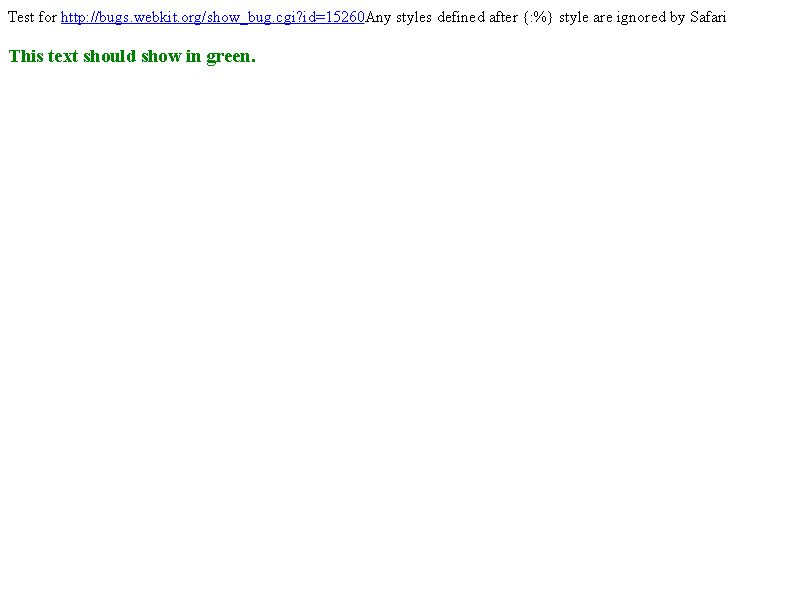 Test for http://bugs.webkit.org/show_bug.cgi?id=15260Any styles defined after {:%} style are ignored by Safari
This text should show in green.